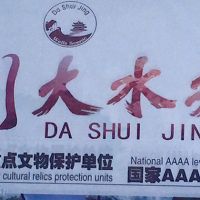 Da Shui Jing
大水
DA SHUI JIN
点文物保护单位
National AAAA leve
cultural relics protection units
国家AAA